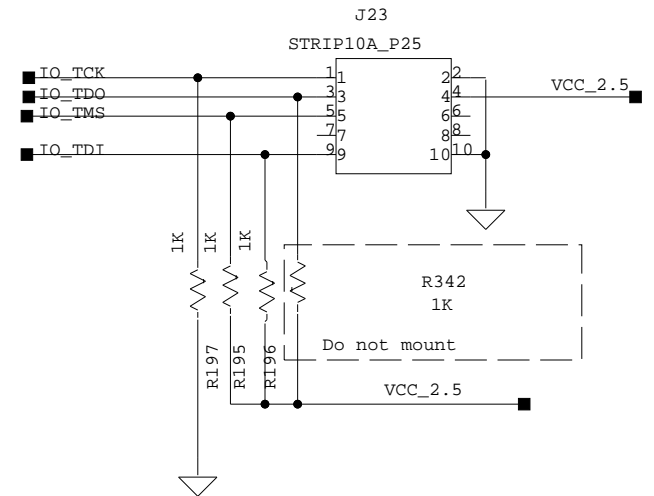 J23
STRIP10A_P25
IO_TCK
1
1
2
2
IO_TDO
3
3
4
4
VCC_2.5
IO_TMS
5
5
6
6
7
7
8
8
IO_TDI
9
9
10
10
1K
1K
1K
R342
1K
Do not mount
R197
R195
R196
VCC_2.5